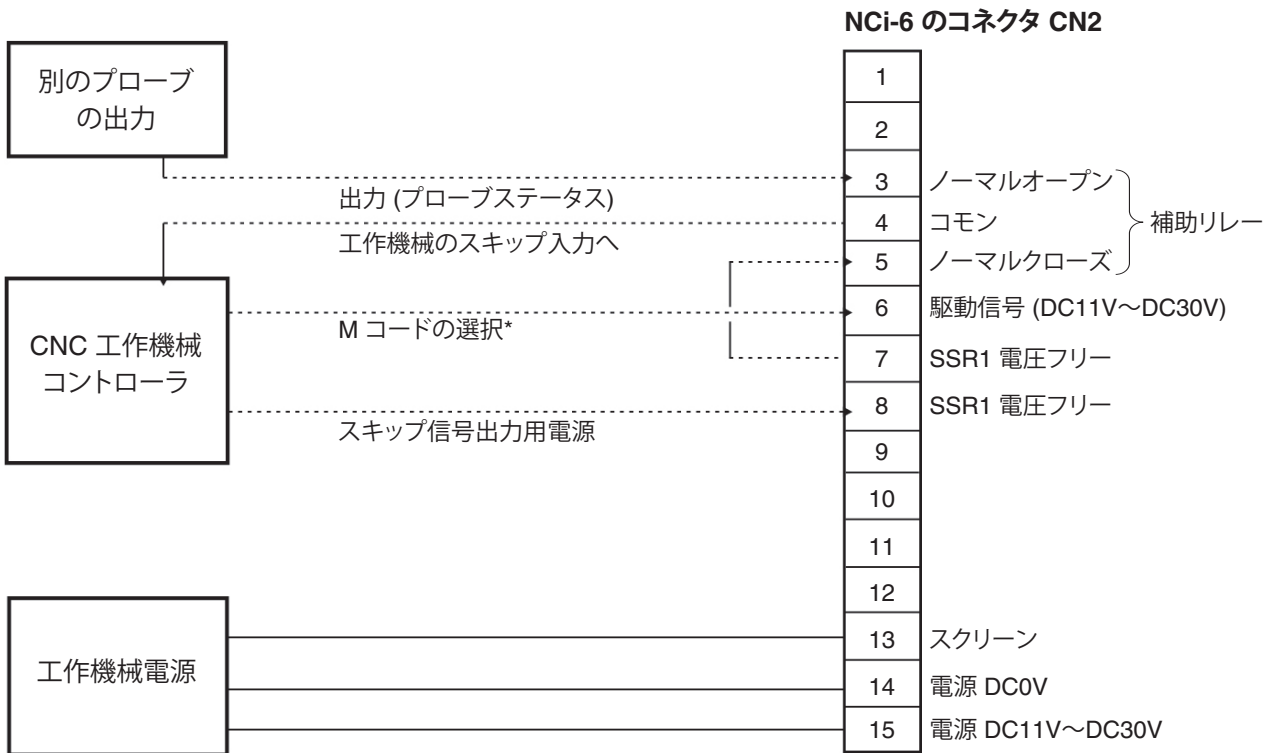 NCi-6 のコネクタ CN2
別のプローブ
の出力
1
2
3
ノーマルオープン
出力 (プローブステータス)
4
コモン
補助リレー
工作機械のスキップ入力へ
5
ノーマルクローズ
6
駆動信号 (DC11V～DC30V)
M コードの選択*
CNC 工作機械
コントローラ
7
SSR1 電圧フリー
8
SSR1 電圧フリー
スキップ信号出力用電源
9
10
11
12
13
スクリーン
工作機械電源
14
電源 DC0V
15
電源 DC11V～DC30V